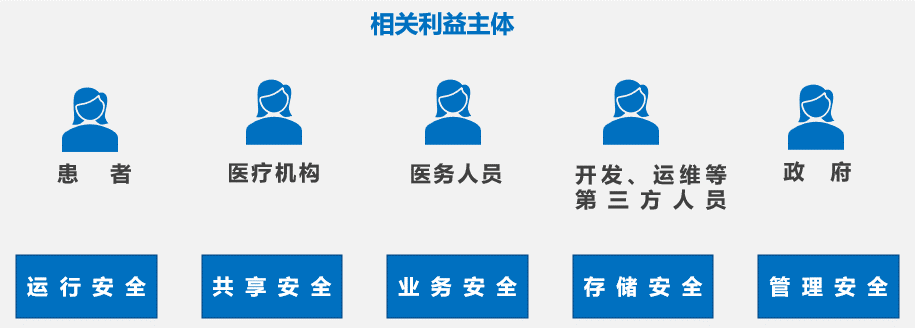 相关利益主体
患 者
医疗机构
医务人员
开发、运维等
第三方人员
政 府
运行安全
共享安全
业务安全
存储安全
管理安全